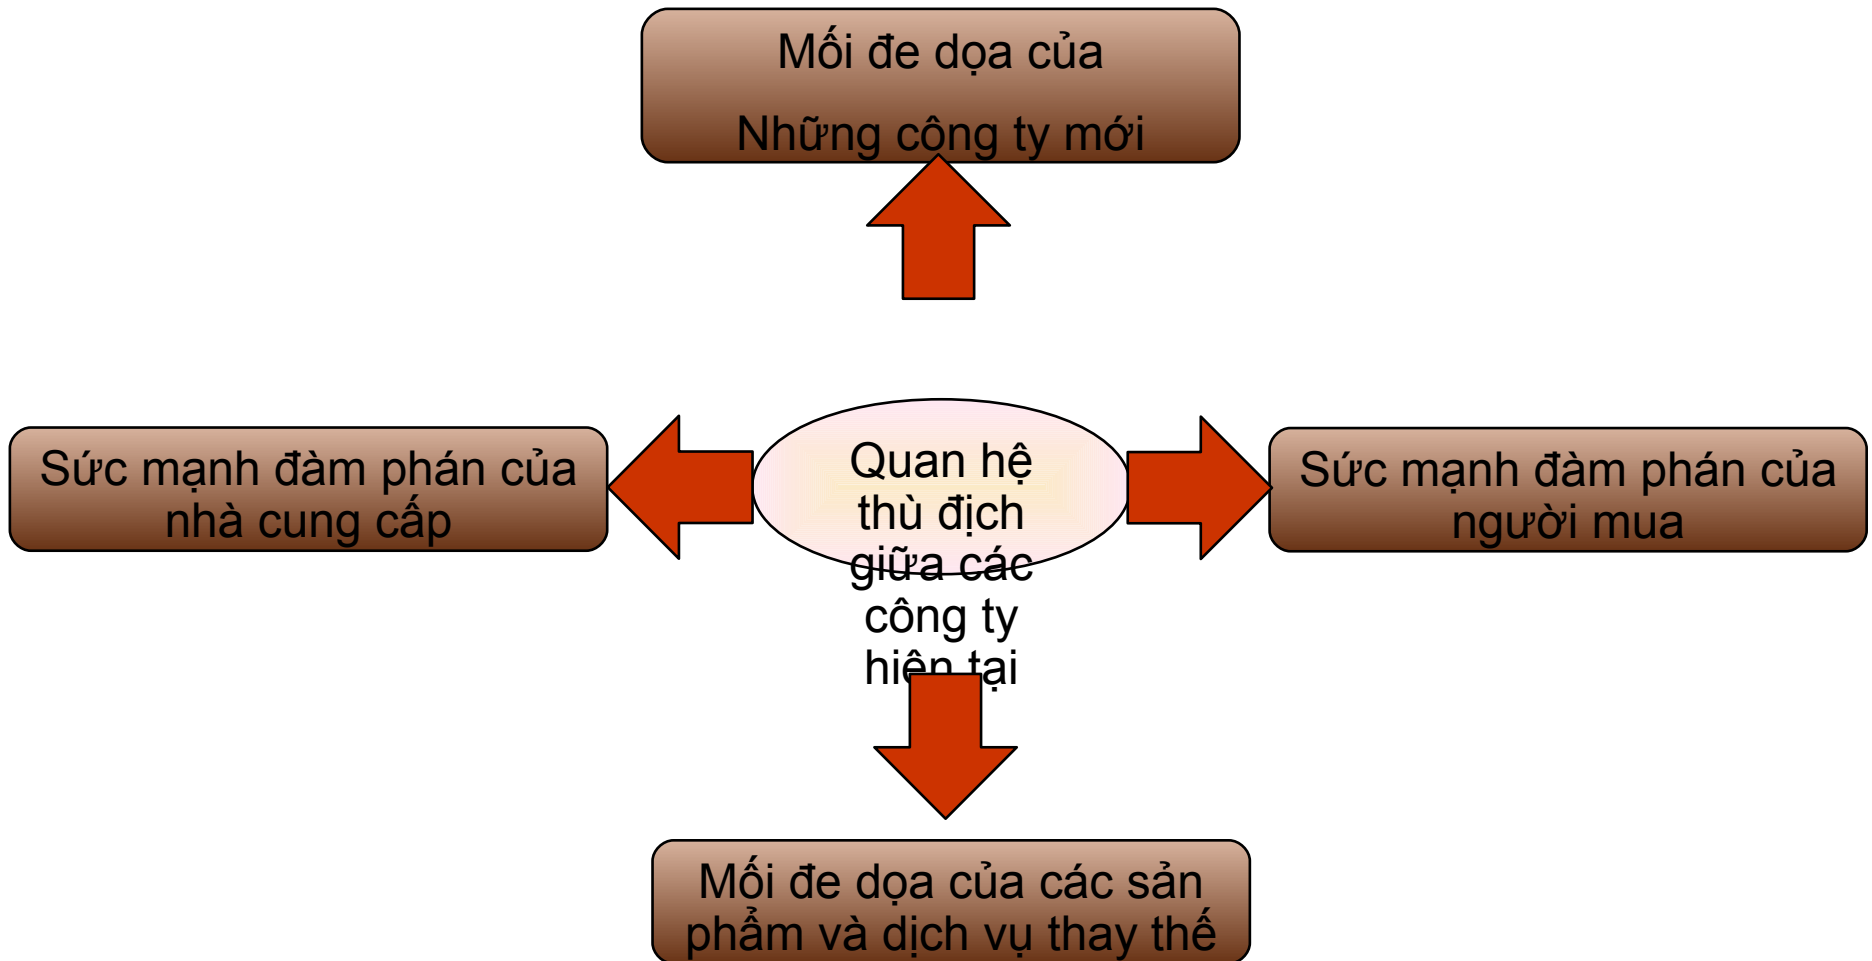 Mối đe dọa của
Những công ty mới
Sức mạnh đàm phán của
nhà cung cấp
Quan hệ
thù địch
giữa các
công ty
hiện tại
Sức mạnh đàm phán của
người mua
Mối đe dọa của các sản
phẩm và dịch vụ thay thế